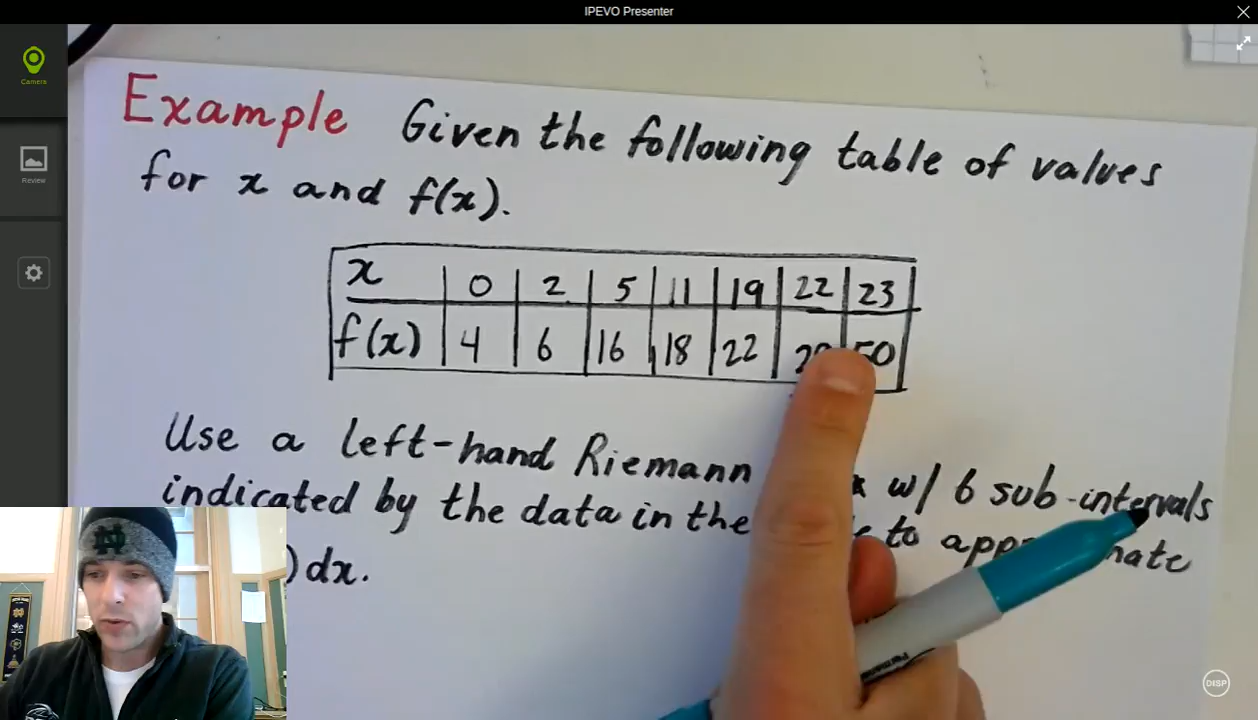 IPEVO Presenter
Camera
Review
Example Given the following table of values
for x and f(x).
x 0 2 5 11 19 22 23
f(x) 4 6 16 18 22
Use a left-hand Riemann w/ 6 sub-intervals
indicated by the data in the to
)dx.
DISP